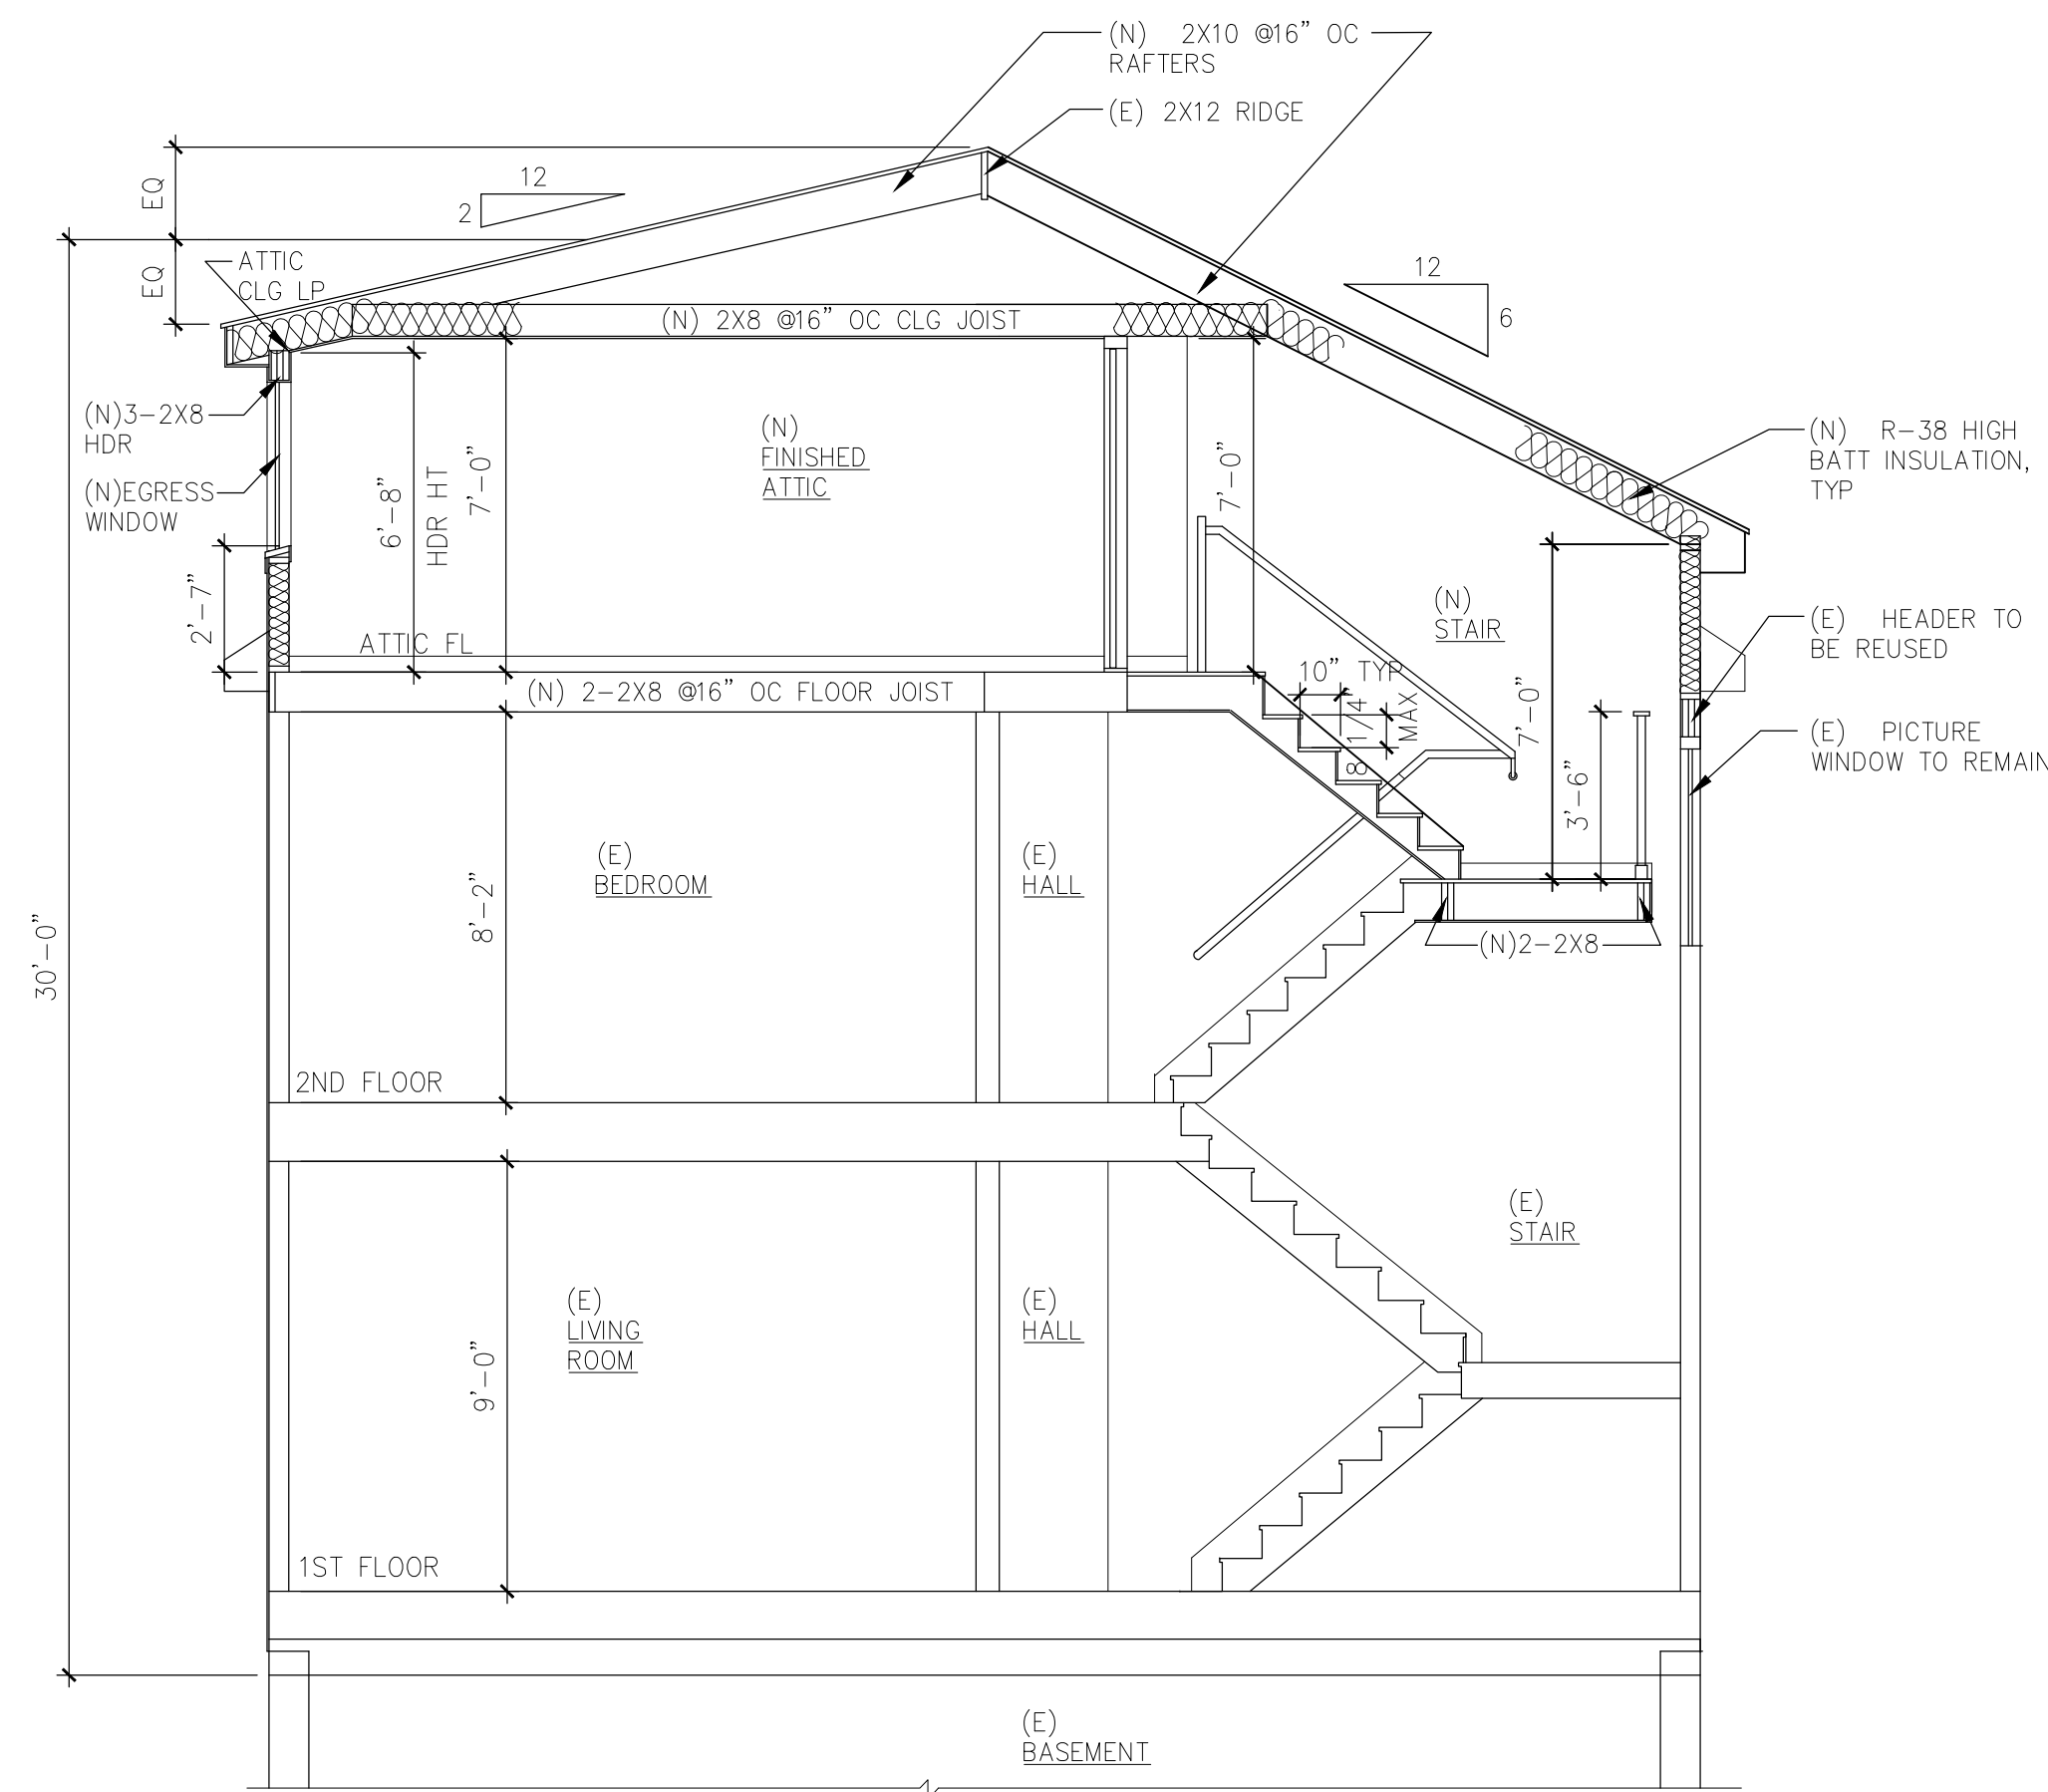 (N) 2X10 @16” OC
RAFTERS
(E) 2X12 RIDGE
EQ
EQ
12
2
12
6
ATTIC
CLG LP
(N) 2X8 @16” OC CLG JOIST
(N)3-2X8
HDR
(N)EGRESS
WINDOW
2’-7”
6’-8”
HDR HT
7’-0”
(N)
FINISHED
ATTIC
7’-0”
(N) R-38 HIGH
BATT INSULATION,
TYP
(N)
STAIR
(E) HEADER TO
BE REUSED
(E) PICTURE
WINDOW TO REMAIN
ATTIC FL
(N) 2-2X8 @16” OC FLOOR JOIST
10” TYP
8 1/4”
MAX
7’-0”
3’-6”
(N)2-2X8
30’-0”
8’-2”
(E)
BEDROOM
(E)
HALL
2ND FLOOR
9’-0”
(E)
LIVING
ROOM
(E)
HALL
(E)
STAIR
1ST FLOOR
(E)
BASEMENT